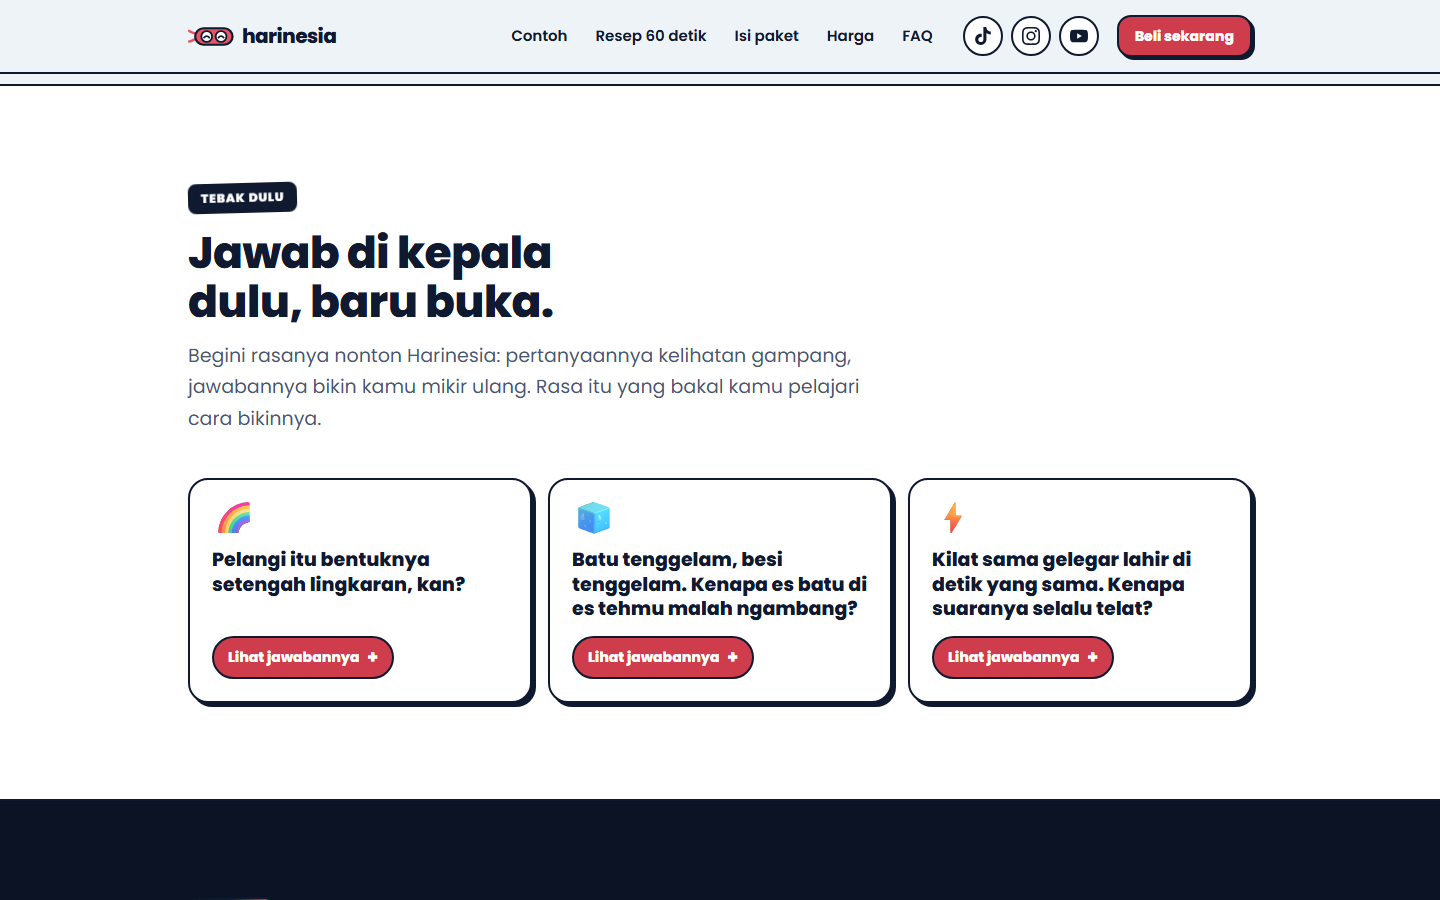 harinesia
Contoh
Resep 60 detik
Isi paket
Harga
FAQ
Beli sekarang
TEBAK DULU
Jawab di kepala
dulu, baru buka.
Begini rasanya nonton Harinesia: pertanyaannya kelihatan gampang,
jawabannya bikin kamu mikir ulang. Rasa itu yang bakal kamu pelajari
cara bikinnya.
Pelangi itu bentuknya
setengah lingkaran, kan?
Lihat jawabannya +
Batu tenggelam, besi
tenggelam. Kenapa es batu di
es tehmu malah ngambang?
Lihat jawabannya +
Kilat sama gelegar lahir di
detik yang sama. Kenapa
suaranya selalu telat?
Lihat jawabannya +